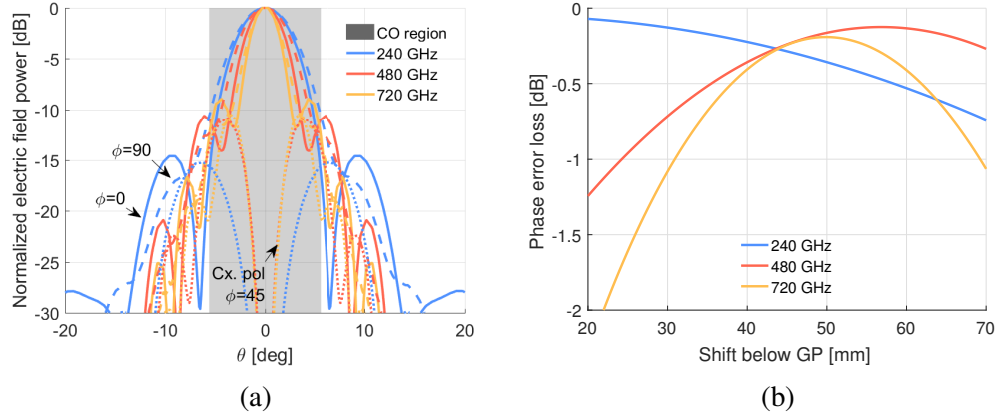 Normalized electric field power [dB]
0
-5
-10
-15
-20
-25
-30
-20
-10
0
10
20
θ [deg]
CO region
240 GHz
480 GHz
720 GHz
ϕ=90
ϕ=0
Cx. pol
ϕ=45
(a)
Phase error loss [dB]
0
-0.5
-1
-1.5
-2
20
30
40
50
60
70
Shift below GP [mm]
240 GHz
480 GHz
720 GHz
(b)